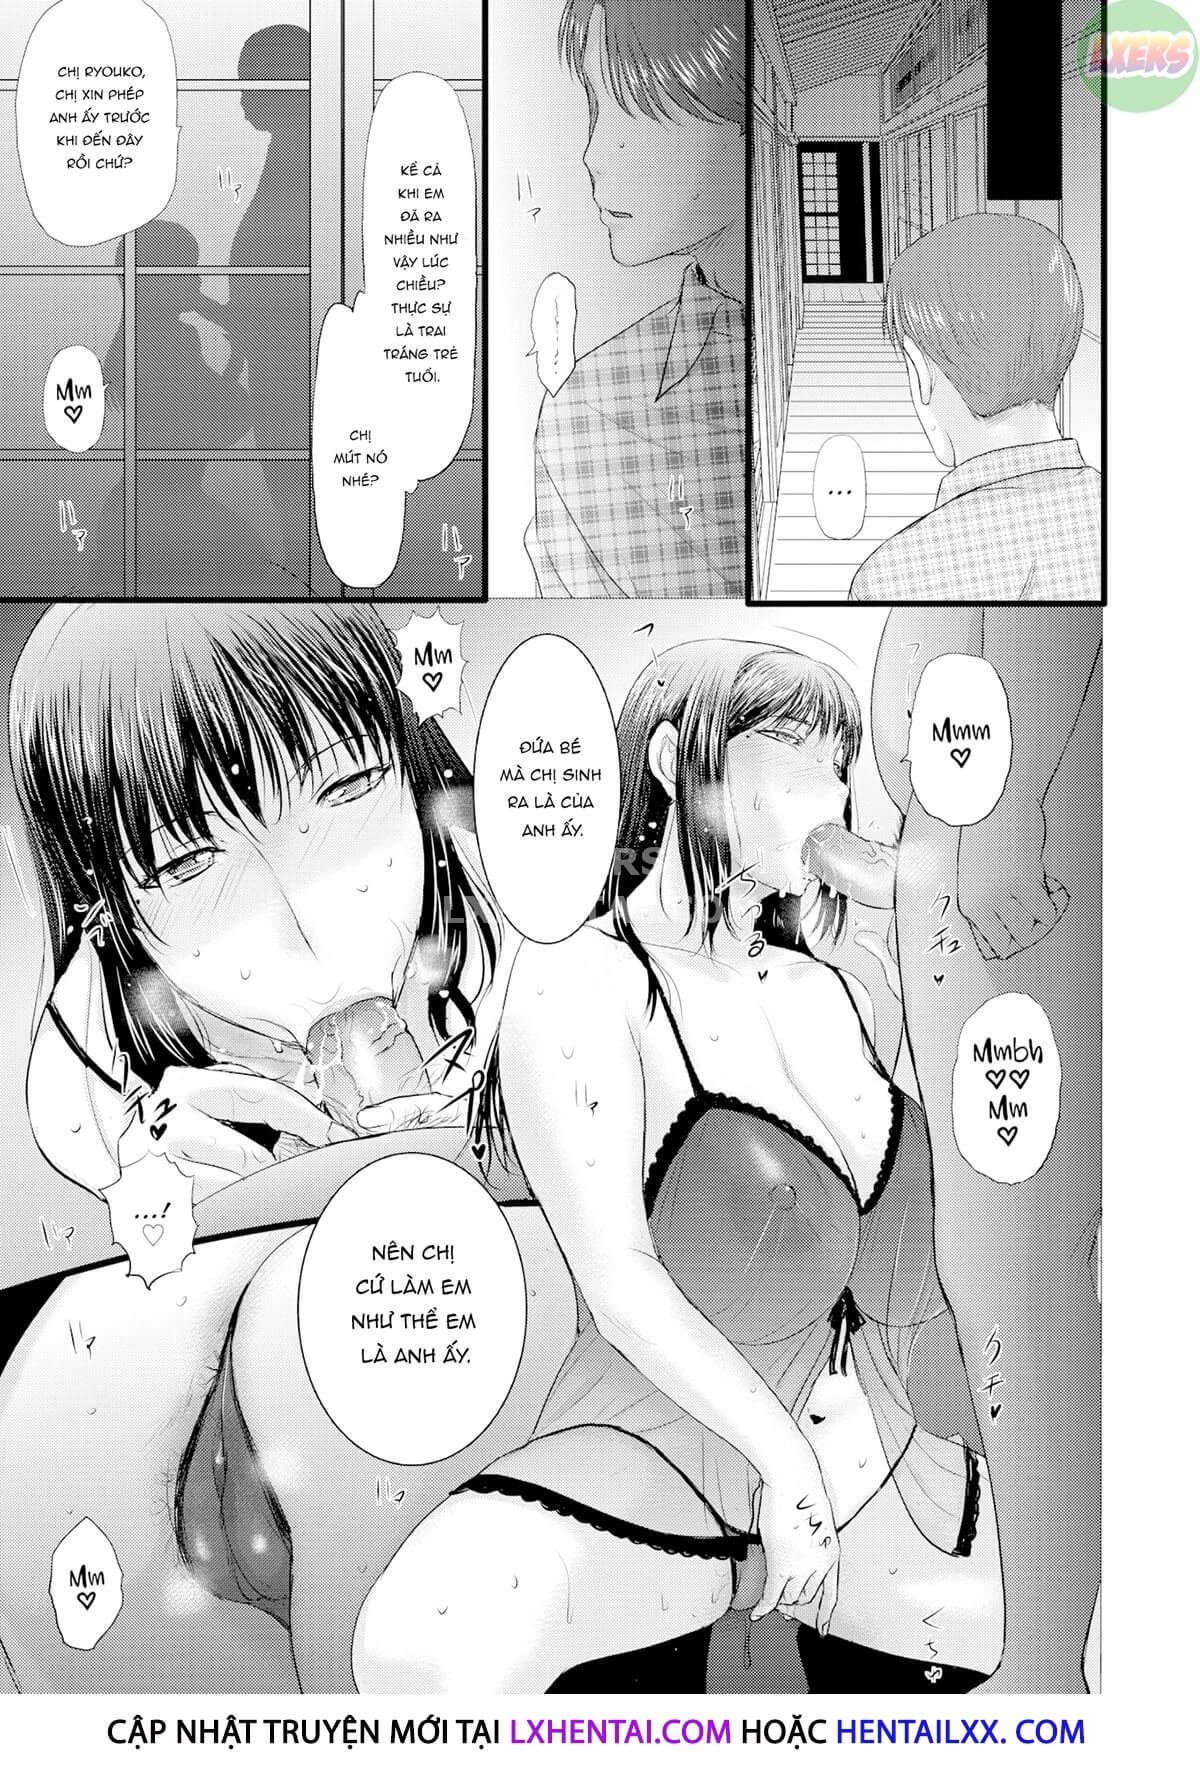 LXERS
...
KỂ CẢ
KHI EM
ĐÃ RA
NHIỀU NHƯ
VẬY LÚC
CHIỀU?
THỰC SỰ
LÀ TRAI
TRÁNG TRẺ
TUỔI.
CHỊ
MÚT NÓ
NHÉ?
CHỊ RYOUKO,
CHỊ XIN PHÉP
ANH ẤY TRƯỚC
KHI ĐẾN ĐÂY
RỒI CHỨ?
Mm
♡
Mmm
♡
Mm
♡
ĐỨA BÉ
MÀ CHỊ SINH
RA LÀ CỦA
ANH ẤY.
Mmbh
♡♡
Mm
♡
...!
♡
NÊN CHỊ
CỨ LÀM EM
NHƯ THỂ EM
LÀ ANH ẤY.
Mm
♡
CẬP NHẬT TRUYỆN MỚI TẠI LXHENTAI.COM HOẶC HENTAILXX. COM